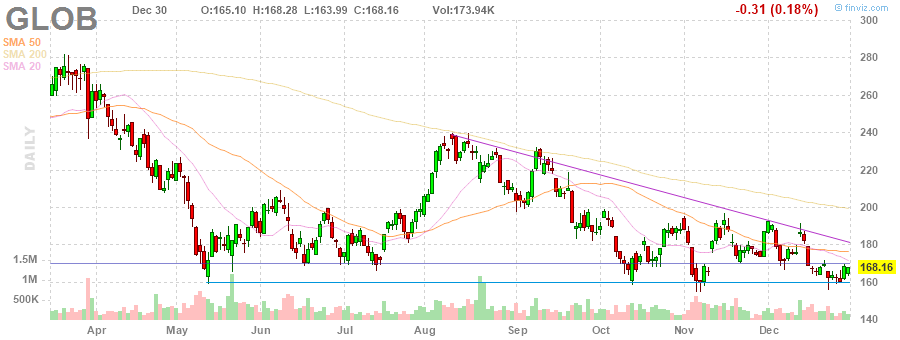 GLOB
Dec 30 O:165.10 H:168.28 L:163.99 C:168.16 Vol:173.94K -0.31 (0.18%)
© finviz.com
SMA 50
SMA 200
SMA 20
DAILY
300
280
260
240
220
200
180
168.16
160
140
1.5M
1M
500K
Apr May Jun Jul Aug Sep Oct Nov Dec